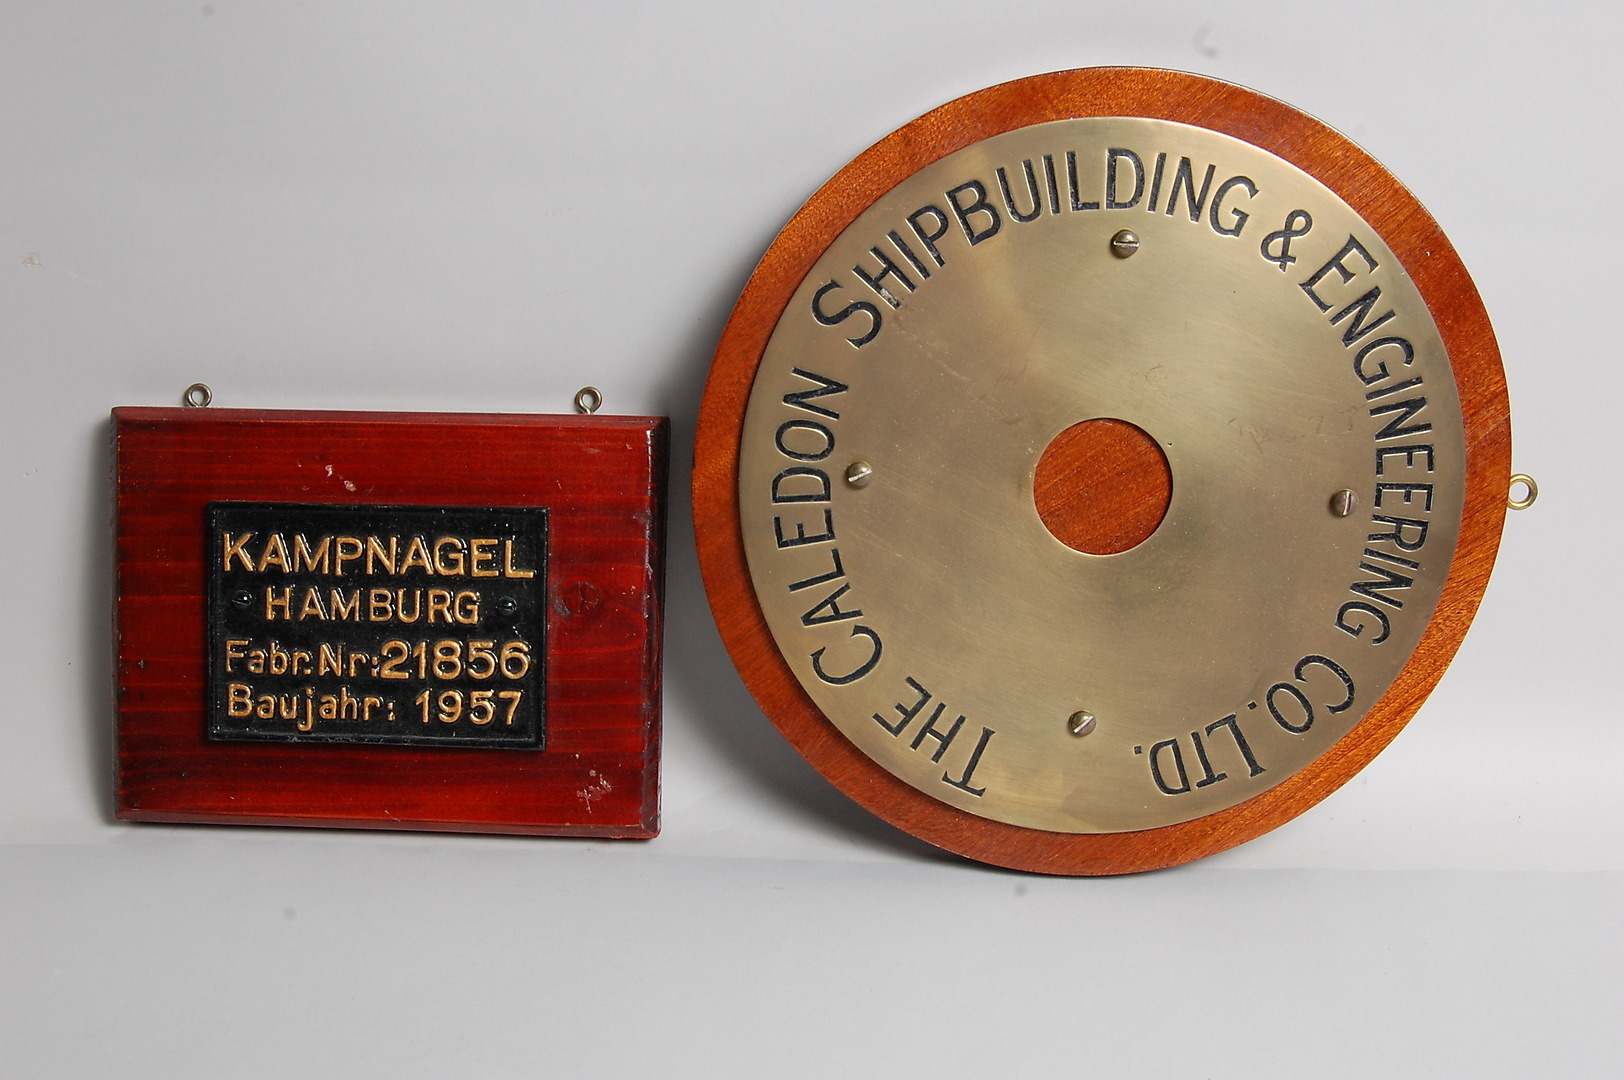 KAMPNAGEL
HAMBURG
Fabr.Nr:21856
Baujahr: 1957
THE CALEDON SHIPBUILDING & ENGINEERING CO. LTD.